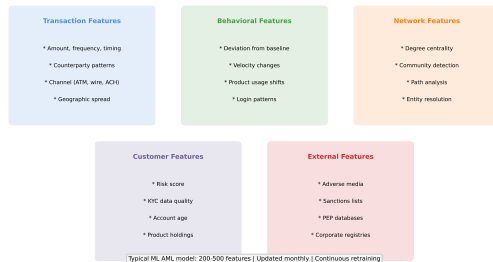 Transaction Features
* Amount, frequency, timing
* Counterparty patterns
* Channel (ATM, wire, ACH)
* Geographic spread
Behavioral Features
* Deviation from baseline
* Velocity changes
* Product usage shifts
* Login patterns
Network Features
* Degree centrality
* Community detection
* Path analysis
* Entity resolution
Customer Features
* Risk score
* KYC data quality
* Account age
* Product holdings
External Features
* Adverse media
* Sanctions lists
* PEP databases
* Corporate registries
Typical ML AML model: 200-500 features | Updated monthly | Continuous retraining